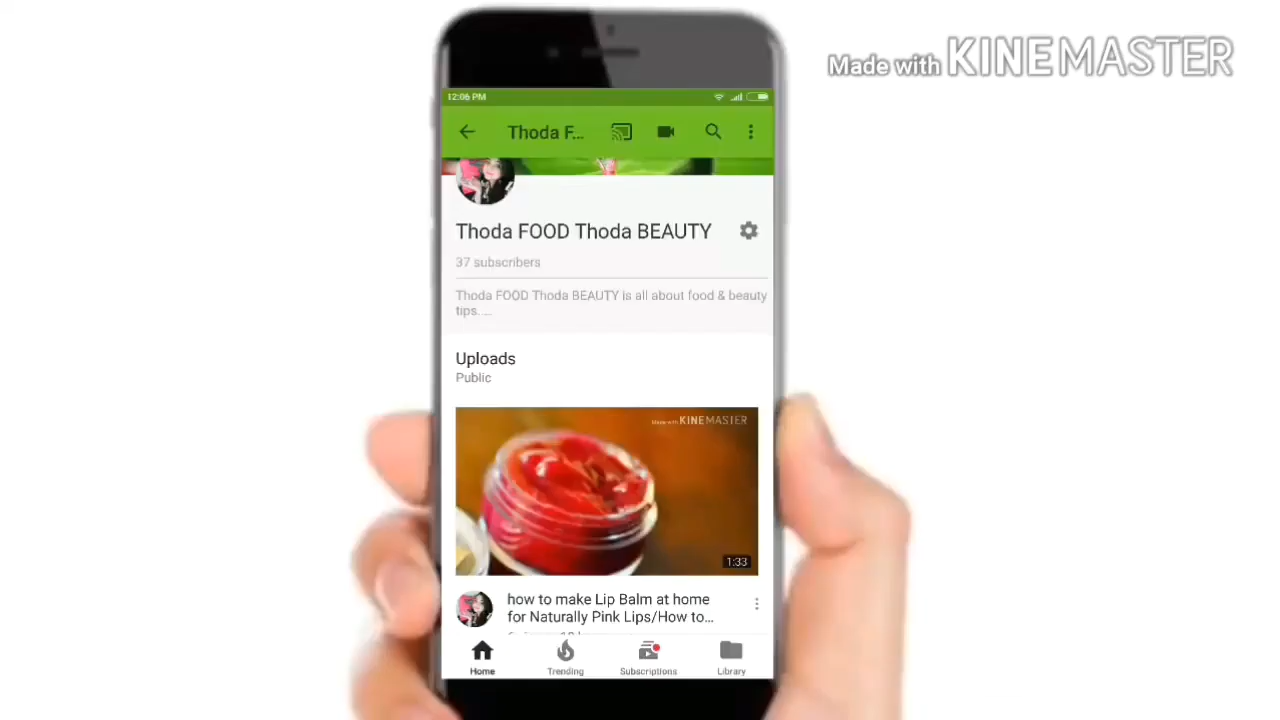 Made with KINEMASTER
12:06 PM
Thoda F...
Thoda FOOD Thoda BEAUTY
37 subscribers
Thoda FOOD Thoda BEAUTY is all about food & beauty
tips....
Uploads
Public
Made with KINEMASTER
1:33
how to make Lip Balm at home
for Naturally Pink Lips/How to...
Home
Trending
Subscriptions
Library